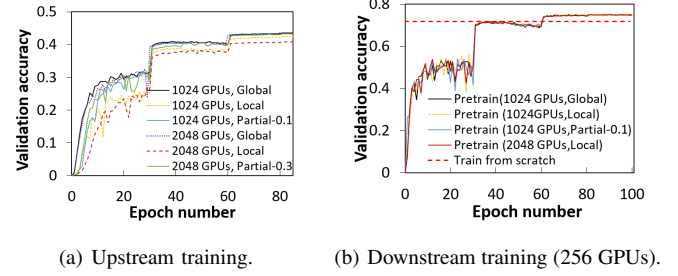 Validation accuracy
0.5
0.4
0.3
0.2
0.1
0
0 20 40 60 80
Epoch number
1024 GPUs, Global
1024 GPUs, Local
1024 GPUs, Partial-0.1
2048 GPUs, Global
2048 GPUs, Local
2048 GPUs, Partial-0.3
(a) Upstream training.
Validation accuracy
0.8
0.6
0.4
0.2
0
0 20 40 60 80 100
Epoch number
Pretrain(1024 GPUs,Global)
Pretrain (1024GPUs,Local)
Pretrain (1024 GPUs,Partial-0.1)
Pretrain (2048 GPUs,Local)
Train from scratch
(b) Downstream training (256 GPUs).